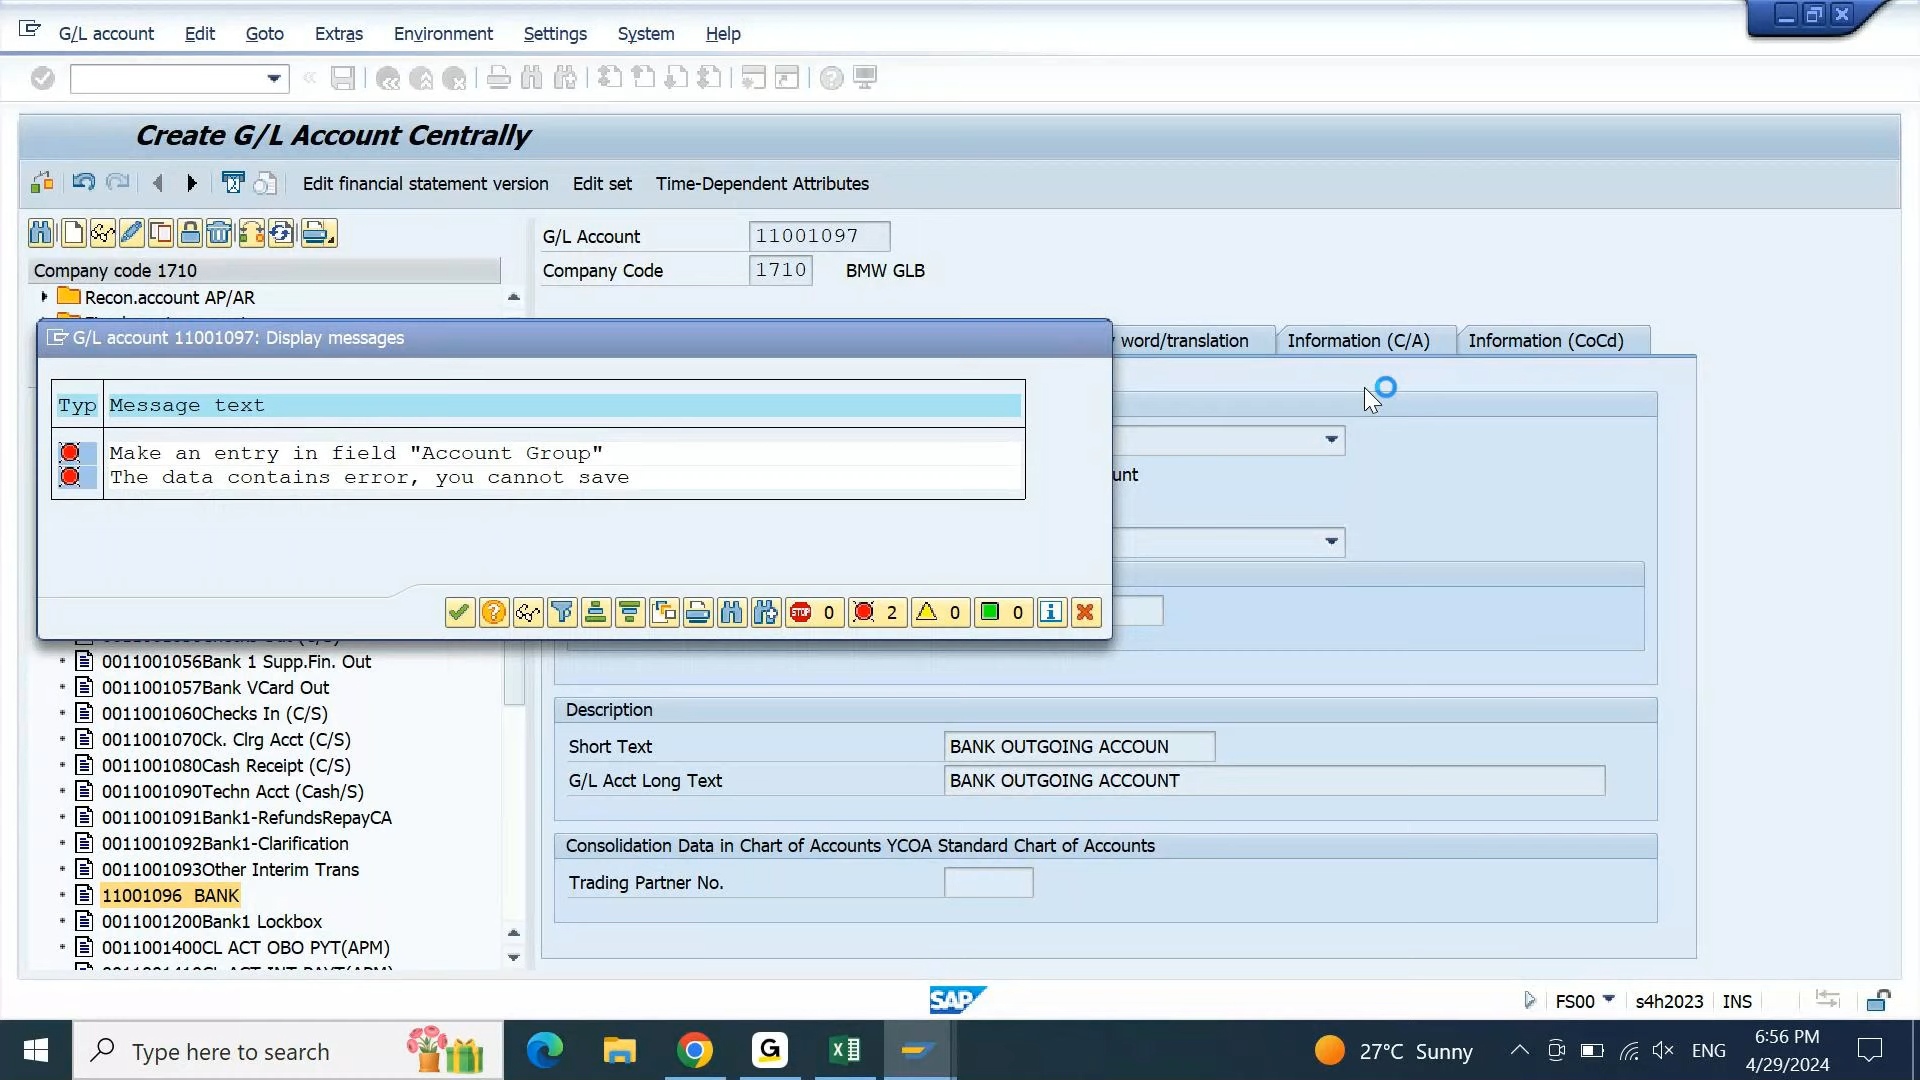 G/L account Edit Goto Extras Environment Settings System Help
Create G/L Account Centrally
Edit financial statement version Edit set Time-Dependent Attributes
G/L Account 11001097
Company Code 1710 BMW GLB
Company code 1710
Recon.account AP/AR
word/translation Information (C/A) Information (CoCd)
G/L account 11001097: Display messages
Typ Message text
Make an entry in field "Account Group"
The data contains error, you cannot save
STOP 0 2 0 0
0011001056Bank 1 Supp.Fin. Out
0011001057Bank VCard Out
0011001060Checks In (C/S)
0011001070Ck. Clrg Acct (C/S)
0011001080Cash Receipt (C/S)
0011001090Techn Acct (Cash/S)
0011001091Bank1-RefundsRepayCA
0011001092Bank1-Clarification
0011001093Other Interim Trans
11001096 BANK
0011001200Bank1 Lockbox
0011001400CL ACT OBO PYT(APM)
Description
Short Text BANK OUTGOING ACCOUN
G/L Acct Long Text BANK OUTGOING ACCOUNT
Consolidation Data in Chart of Accounts YCOA Standard Chart of Accounts
Trading Partner No.
SAP
FS00 s4h2023 INS
Type here to search
27°C Sunny
ENG
6:56 PM
4/29/2024